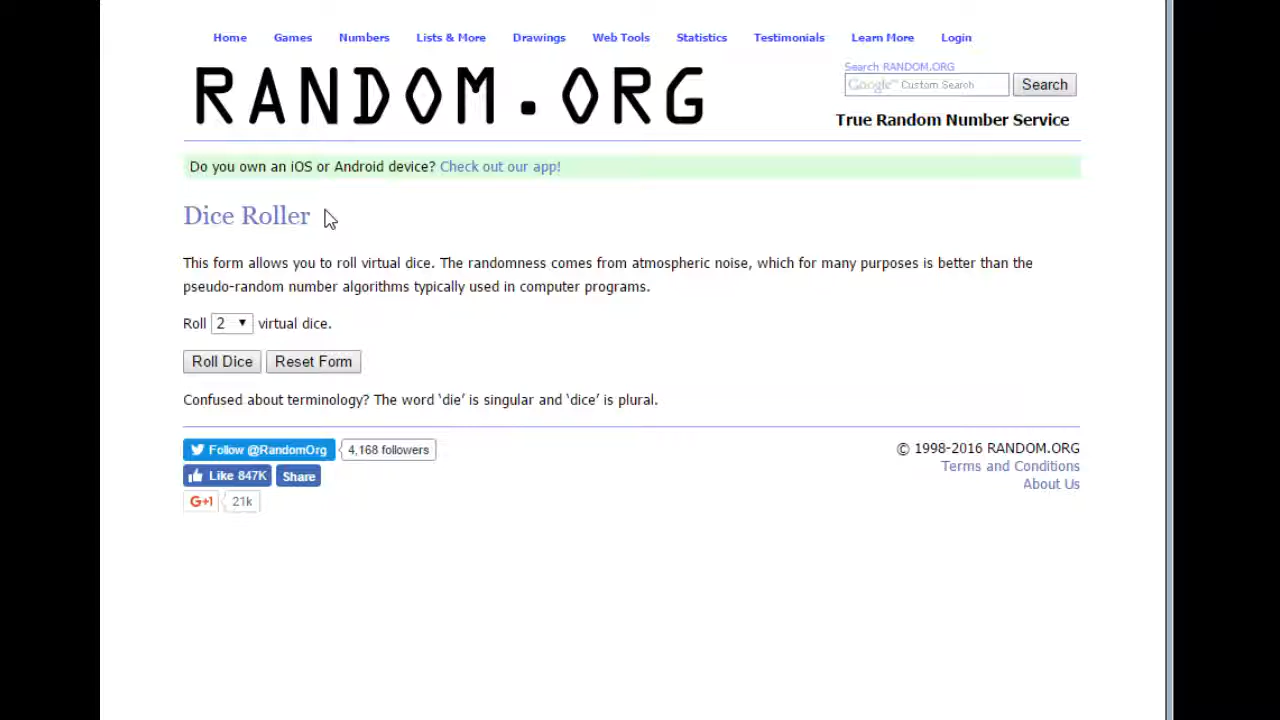 Home Games Numbers Lists & More Drawings Web Tools Statistics Testimonials Learn More Login
RANDOM.ORG
Search RANDOM.ORG
Google™ Custom Search Search
True Random Number Service
Do you own an iOS or Android device? Check out our app!
Dice Roller
This form allows you to roll virtual dice. The randomness comes from atmospheric noise, which for many purposes is better than the
pseudo-random number algorithms typically used in computer programs.
Roll 2 virtual dice.
Roll Dice Reset Form
Confused about terminology? The word ‘die’ is singular and ‘dice’ is plural.
Follow @RandomOrg 4,168 followers
Like 847K Share
G+1 21k
© 1998-2016 RANDOM.ORG
Terms and Conditions
About Us